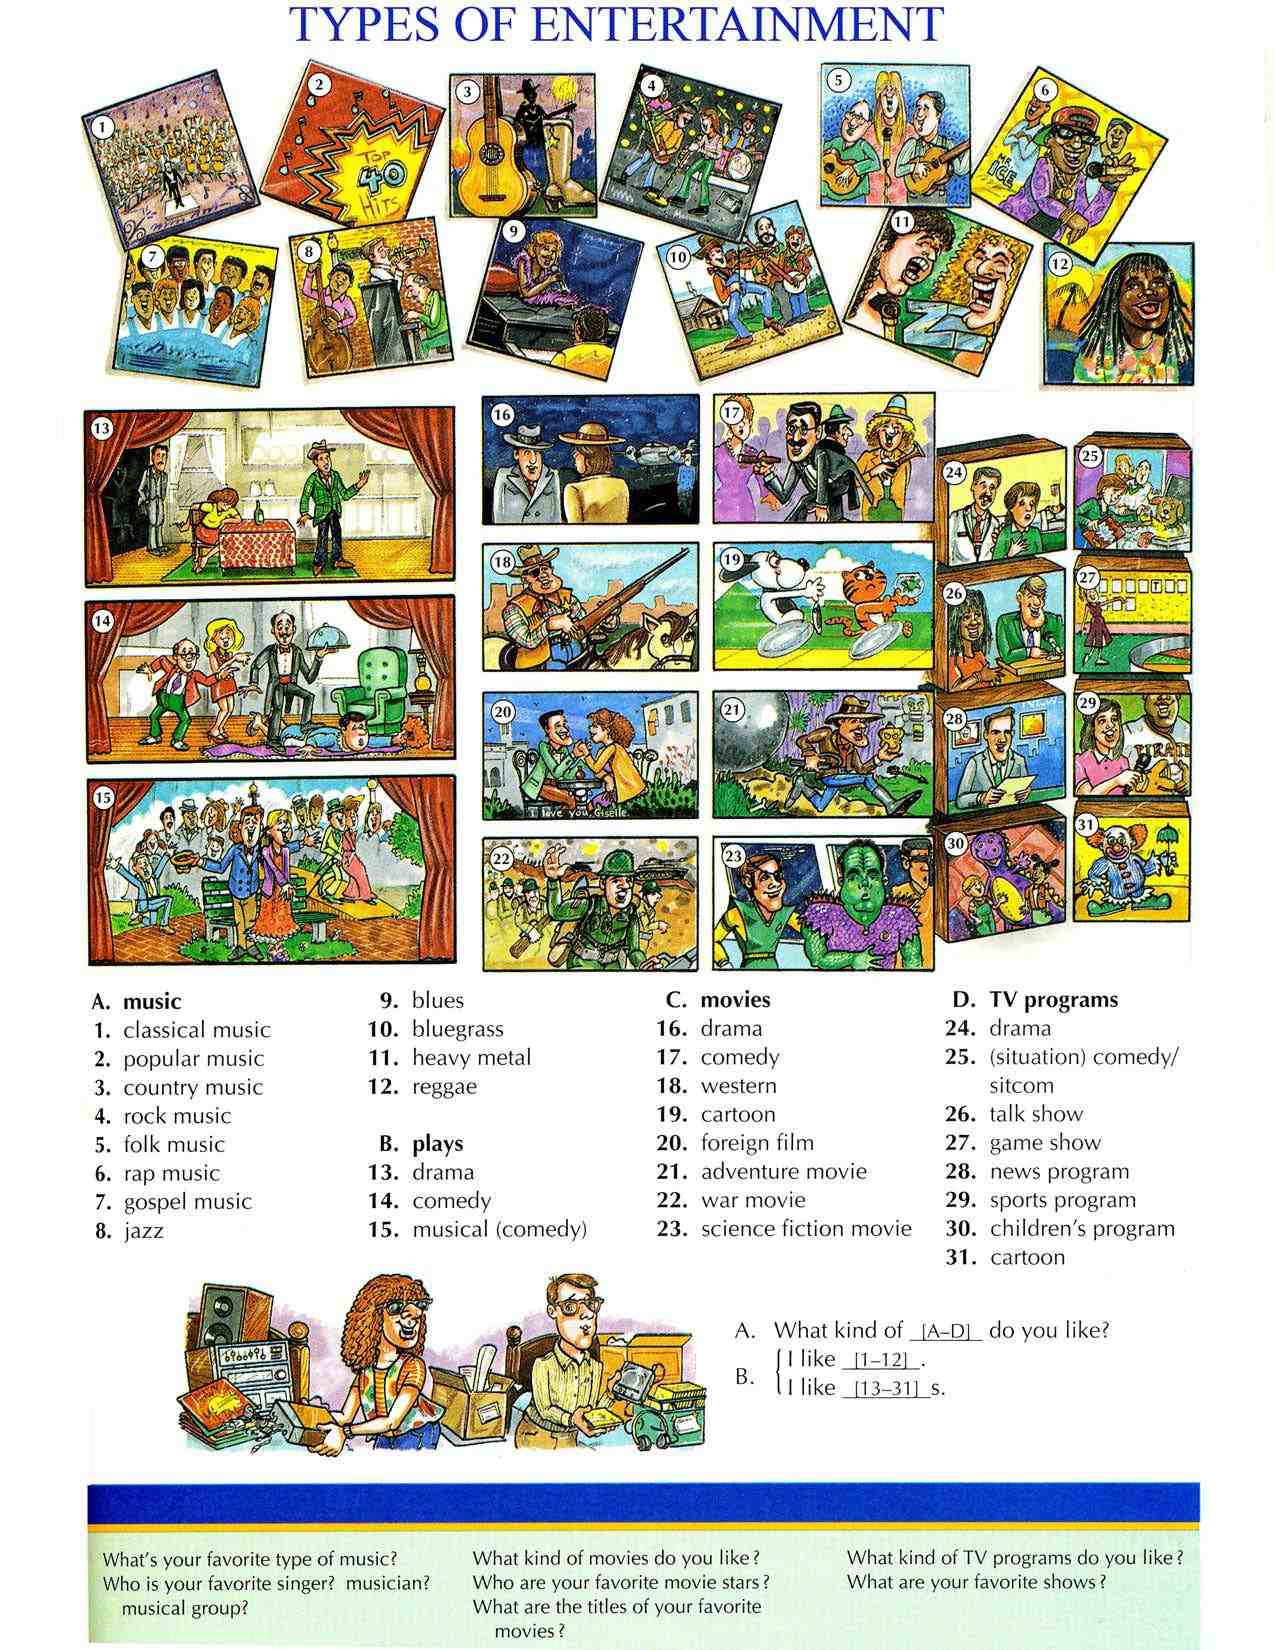 TYPES OF ENTERTAINMENT
1
2
TOP
40
HITS
3
4
5
6
MR
ICE
7
8
9
10
11
12
13
14
15
16
17
18
19
20
I love you, Giselle.
21
22
23
24
25
26
27
T
28
NEWS
29
PIRATE
30
31
A. music
1. classical music
2. popular music
3. country music
4. rock music
5. folk music
6. rap music
7. gospel music
8. jazz
9. blues
10. bluegrass
11. heavy metal
12. reggae
B. plays
13. drama
14. comedy
15. musical (comedy)
C. movies
16. drama
17. comedy
18. western
19. cartoon
20. foreign film
21. adventure movie
22. war movie
23. science fiction movie
D. TV programs
24. drama
25. (situation) comedy/
sitcom
26. talk show
27. game show
28. news program
29. sports program
30. children's program
31. cartoon
A. What kind of [A–D] do you like?
B. I like [1–12] .
I like [13–31] s.
What's your favorite type of music?
Who is your favorite singer? musician?
musical group?
What kind of movies do you like?
Who are your favorite movie stars?
What are the titles of your favorite
movies?
What kind of TV programs do you like?
What are your favorite shows?